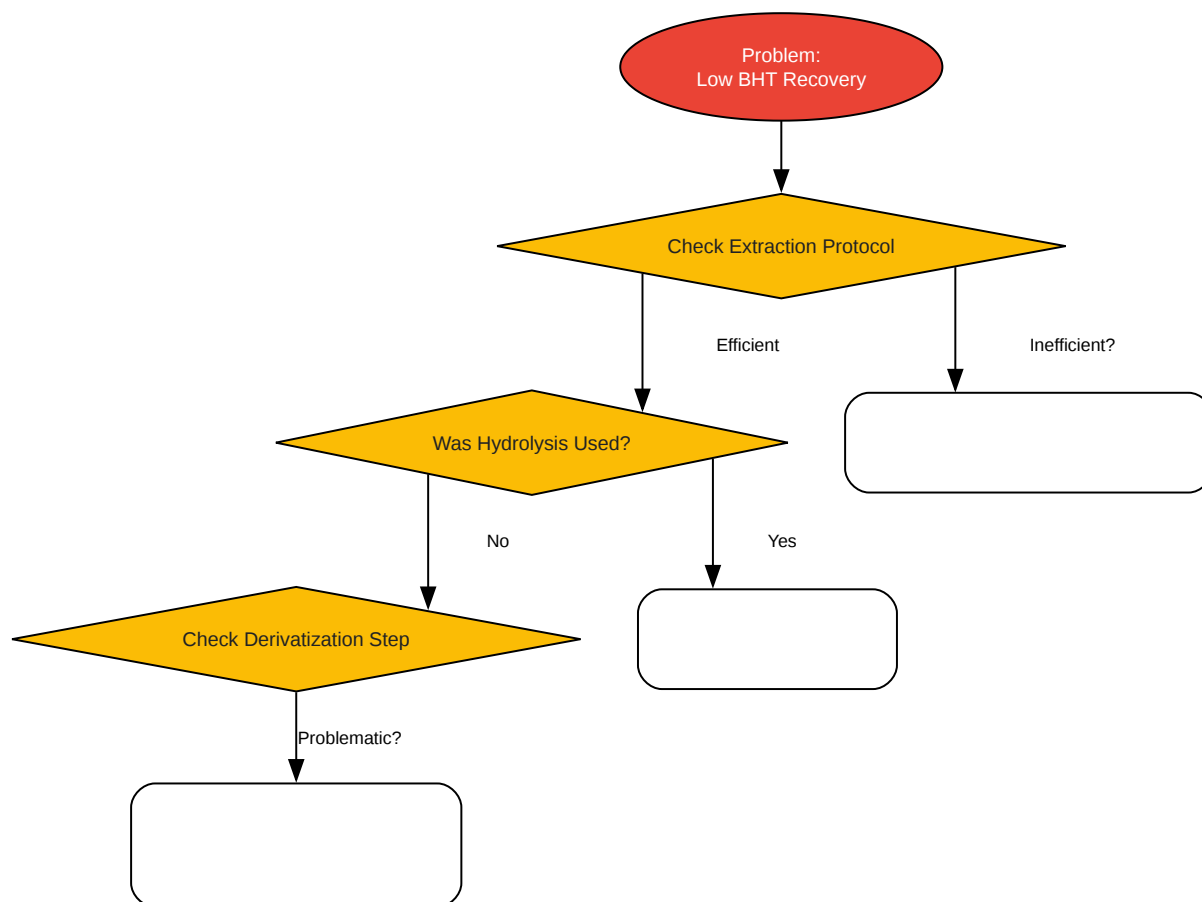 Problem:
Low BHT Recovery
Check Extraction Protocol
Efficient
Inefficient?
Was Hydrolysis Used?
No
Yes
Check Derivatization Step
Problematic?